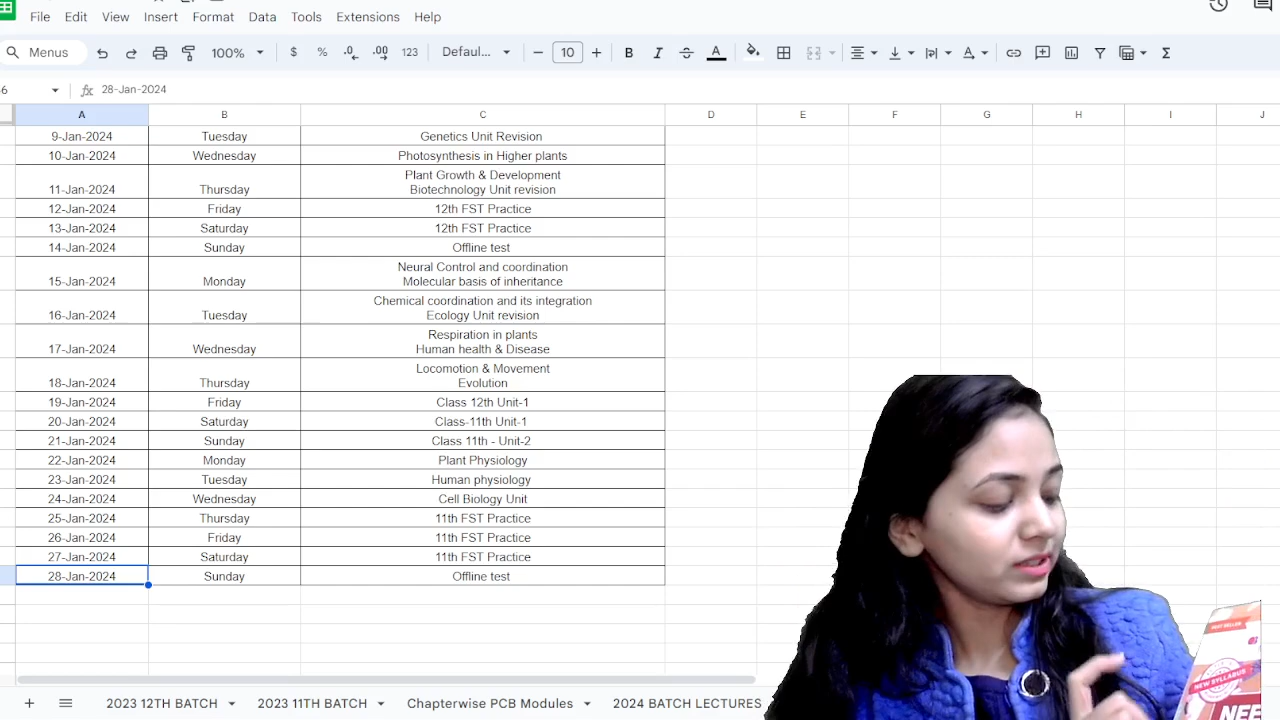 File Edit View Insert Format Data Tools Extensions Help
Menus 100% $ % .0 .00 123 Defaul... 10 B I S A Σ
fx 28-Jan-2024
A B C D E F G H I J
9-Jan-2024 Tuesday Genetics Unit Revision
10-Jan-2024 Wednesday Photosynthesis in Higher plants
Plant Growth & Development
11-Jan-2024 Thursday Biotechnology Unit revision
12-Jan-2024 Friday 12th FST Practice
13-Jan-2024 Saturday 12th FST Practice
14-Jan-2024 Sunday Offline test
Neural Control and coordination
15-Jan-2024 Monday Molecular basis of inheritance
Chemical coordination and its integration
16-Jan-2024 Tuesday Ecology Unit revision
Respiration in plants
17-Jan-2024 Wednesday Human health & Disease
Locomotion & Movement
18-Jan-2024 Thursday Evolution
19-Jan-2024 Friday Class 12th Unit-1
20-Jan-2024 Saturday Class-11th Unit-1
21-Jan-2024 Sunday Class 11th - Unit-2
22-Jan-2024 Monday Plant Physiology
23-Jan-2024 Tuesday Human physiology
24-Jan-2024 Wednesday Cell Biology Unit
25-Jan-2024 Thursday 11th FST Practice
26-Jan-2024 Friday 11th FST Practice
27-Jan-2024 Saturday 11th FST Practice
28-Jan-2024 Sunday Offline test
BEST SELLER
NEW SYLLABUS
NEE
2023 12TH BATCH 2023 11TH BATCH Chapterwise PCB Modules 2024 BATCH LECTURES